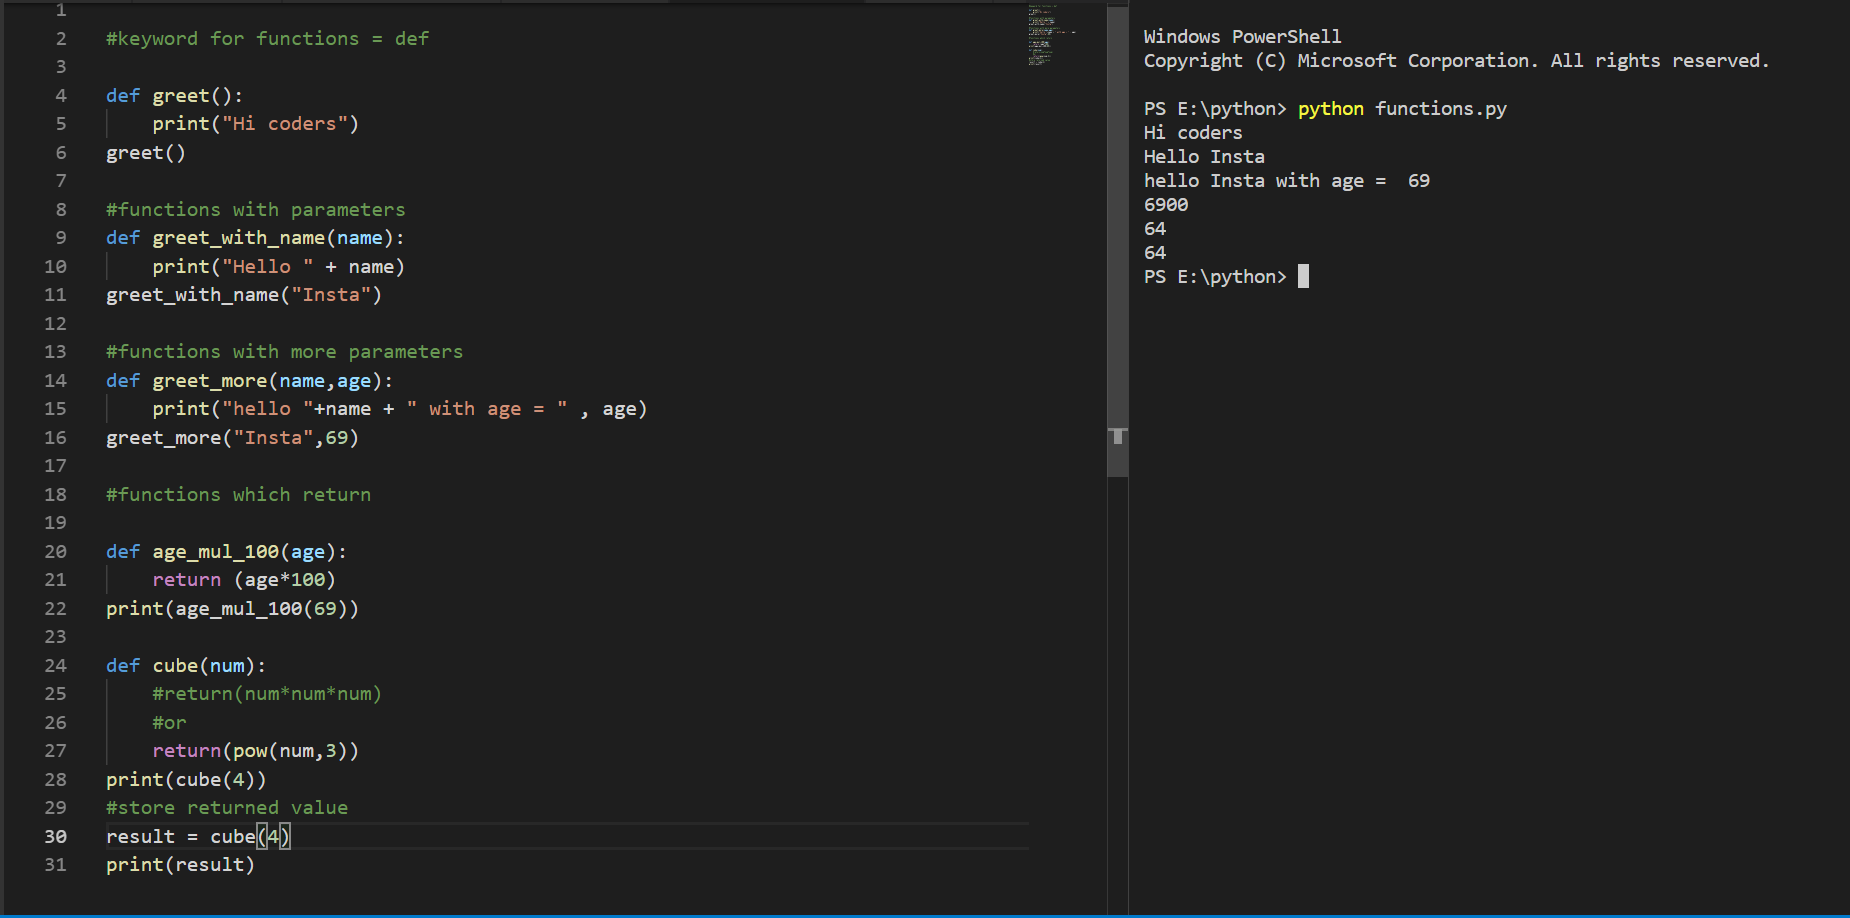 1
2 #keyword for functions = def
3
4 def greet():
5     print("Hi coders")
6 greet()
7
8 #functions with parameters
9 def greet_with_name(name):
10     print("Hello " + name)
11 greet_with_name("Insta")
12
13 #functions with more parameters
14 def greet_more(name,age):
15     print("hello "+name + " with age = " , age)
16 greet_more("Insta",69)
17
18 #functions which return
19
20 def age_mul_100(age):
21     return (age*100)
22 print(age_mul_100(69))
23
24 def cube(num):
25     #return(num*num*num)
26     #or
27     return(pow(num,3))
28 print(cube(4))
29 #store returned value
30 result = cube(4)
31 print(result)
Windows PowerShell
Copyright (C) Microsoft Corporation. All rights reserved.
PS E:\python> python functions.py
Hi coders
Hello Insta
hello Insta with age =  69
6900
64
64
PS E:\python>